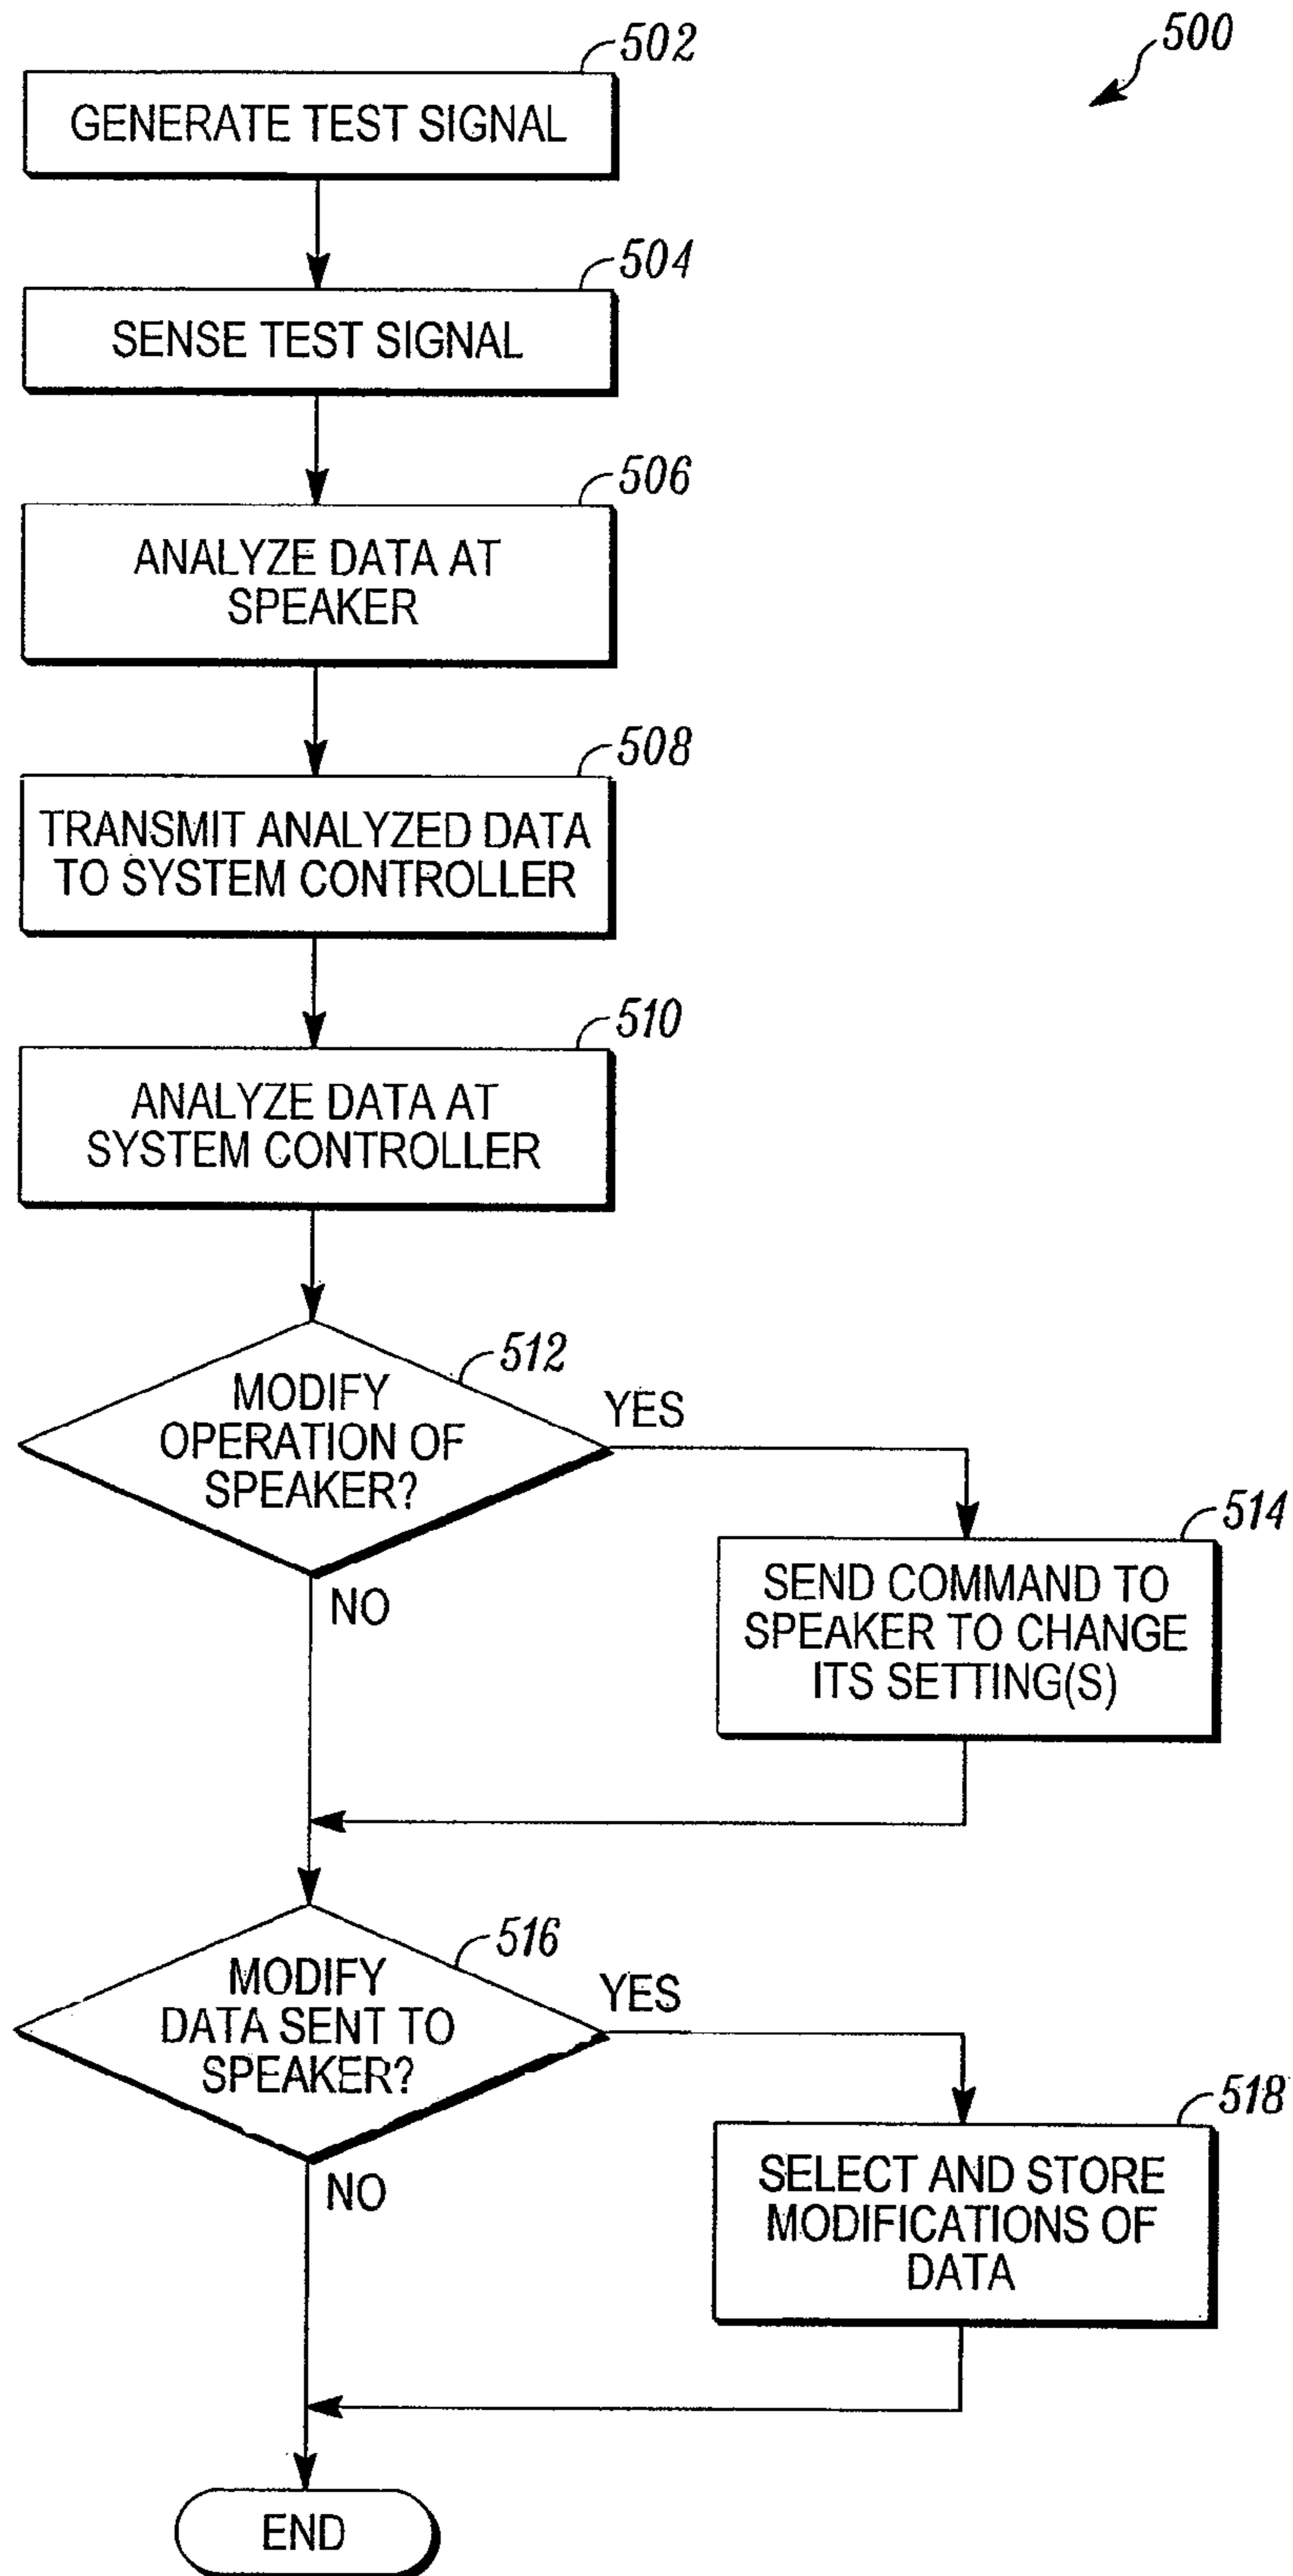 500
502
GENERATE TEST SIGNAL
504
SENSE TEST SIGNAL
506
ANALYZE DATA AT
SPEAKER
508
TRANSMIT ANALYZED DATA
TO SYSTEM CONTROLLER
510
ANALYZE DATA AT
SYSTEM CONTROLLER
512
MODIFY
OPERATION OF
SPEAKER?
YES
NO
514
SEND COMMAND TO
SPEAKER TO CHANGE
ITS SETTING(S)
516
MODIFY
DATA SENT TO
SPEAKER?
YES
NO
518
SELECT AND STORE
MODIFICATIONS OF
DATA
END